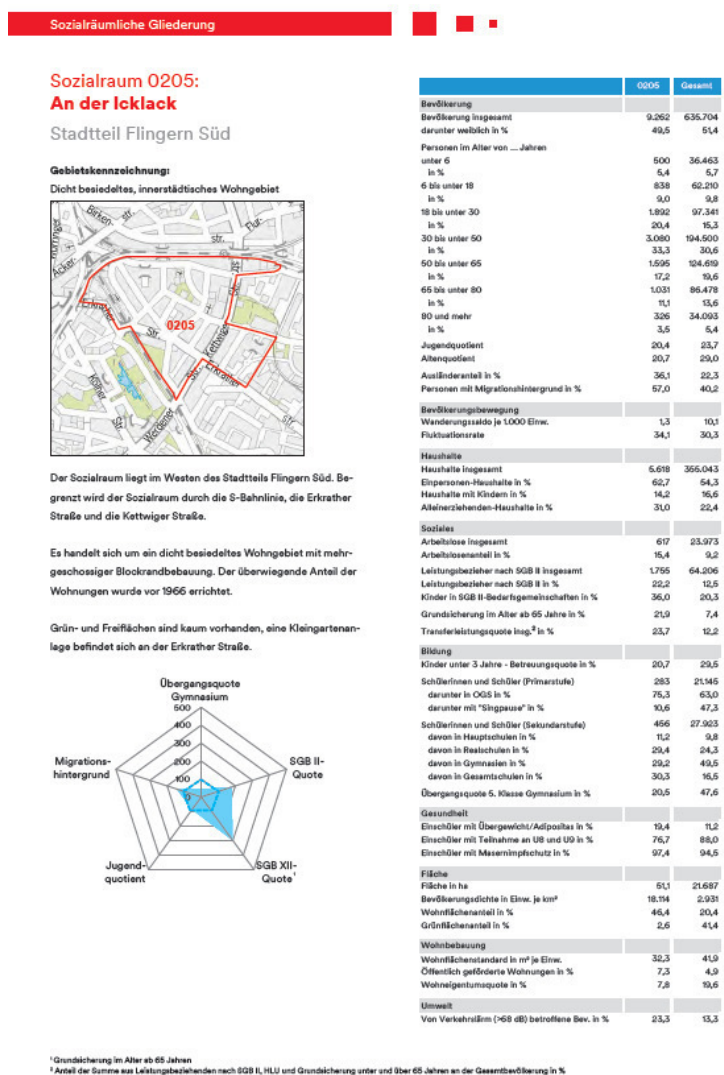 Sozialräumliche Gliederung
Sozialraum 0205:
An der Icklack
Stadtteil Flingern Süd
Gebietskennzeichnung:
Dicht besiedeltes, innerstädtisches Wohngebiet
Birken-
str.
Flur-
str.
Acker-
str.
Erkrather
Str.
0205
Kettwiger
Str.
Erkrather
Kölner
Str.
Werdener
str.
Der Sozialraum liegt im Westen des Stadtteils Flingern Süd. Be-
grenzt wird der Sozialraum durch die S-Bahnlinie, die Erkrather
Straße und die Kettwiger Straße.
Es handelt sich um ein dicht besiedeltes Wohngebiet mit mehr-
geschossiger Blockrandbebauung. Der überwiegende Anteil der
Wohnungen wurde vor 1966 errichtet.
Grün- und Freiflächen sind kaum vorhanden, eine Kleingartenan-
lage befindet sich an der Erkrather Straße.
Übergangsquote
Gymnasium
500
400
300
200
100
0
Migrations-
hintergrund
SGB II-
Quote
Jugend-
quotient
SGB XII-
Quote¹
0205 Gesamt
Bevölkerung
Bevölkerung insgesamt 9.262 635.704
darunter weiblich in % 49,5 51,4
Personen im Alter von ... Jahren
unter 6 500 36.463
in % 5,4 5,7
6 bis unter 18 838 62.210
in % 9,0 9,8
18 bis unter 30 1.892 97.341
in % 20,4 15,3
30 bis unter 50 3.080 194.500
in % 33,3 30,6
50 bis unter 65 1.595 124.619
in % 17,2 19,6
65 bis unter 80 1.031 86.478
in % 11,1 13,6
80 und mehr 326 34.093
in % 3,5 5,4
Jugendquotient 20,4 23,7
Altenquotient 20,7 29,0
Ausländeranteil in % 36,1 22,3
Personen mit Migrationshintergrund in % 57,0 40,2
Bevölkerungsbewegung
Wanderungssaldo je 1.000 Einw. 1,3 10,1
Fluktuationsrate 34,1 30,3
Haushalte
Haushalte insgesamt 5.618 355.043
Einpersonen-Haushalte in % 62,7 54,3
Haushalte mit Kindern in % 14,2 16,6
Alleinerziehenden-Haushalte in % 31,0 22,4
Soziales
Arbeitslose insgesamt 617 23.973
Arbeitslosenanteil in % 15,4 9,2
Leistungsbezieher nach SGB II insgesamt 1.755 64.206
Leistungsbezieher nach SGB II in % 22,2 12,5
Kinder in SGB II-Bedarfsgemeinschaften in % 36,0 20,3
Grundsicherung im Alter ab 65 Jahre in % 21,9 7,4
Transferleistungsquote insg.² in % 23,7 12,2
Bildung
Kinder unter 3 Jahre - Betreuungsquote in % 20,7 29,5
Schülerinnen und Schüler (Primarstufe) 283 21.145
darunter in OGS in % 75,3 63,0
darunter mit "Singpause" in % 10,6 47,3
Schülerinnen und Schüler (Sekundarstufe) 456 27.923
davon in Hauptschulen in % 11,2 9,8
davon in Realschulen in % 29,4 24,3
davon in Gymnasien in % 29,2 49,5
davon in Gesamtschulen in % 30,3 16,5
Übergangsquote 5. Klasse Gymnasium in % 20,5 47,6
Gesundheit
Einschüler mit Übergewicht/Adipositas in % 19,4 11,2
Einschüler mit Teilnahme an U8 und U9 in % 76,7 88,0
Einschüler mit Masernimpfschutz in % 97,4 94,5
Fläche
Fläche in ha 51,1 21.687
Bevölkerungsdichte in Einw. je km² 18.114 2.931
Wohnflächenanteil in % 46,4 20,4
Grünflächenanteil in % 2,6 41,4
Wohnbebauung
Wohnflächenstandard in m² je Einw. 32,3 41,9
Öffentlich geförderte Wohnungen in % 7,3 4,9
Wohneigentumsquote in % 7,8 19,6
Umwelt
Von Verkehrslärm (>68 dB) betroffene Bev. in % 23,3 13,3
¹ Grundsicherung im Alter ab 65 Jahren
² Anteil der Summe aus Leistungsbeziehenden nach SGB II, HLU und Grundsicherung unter und über 65 Jahren an der Gesamtbevölkerung in %